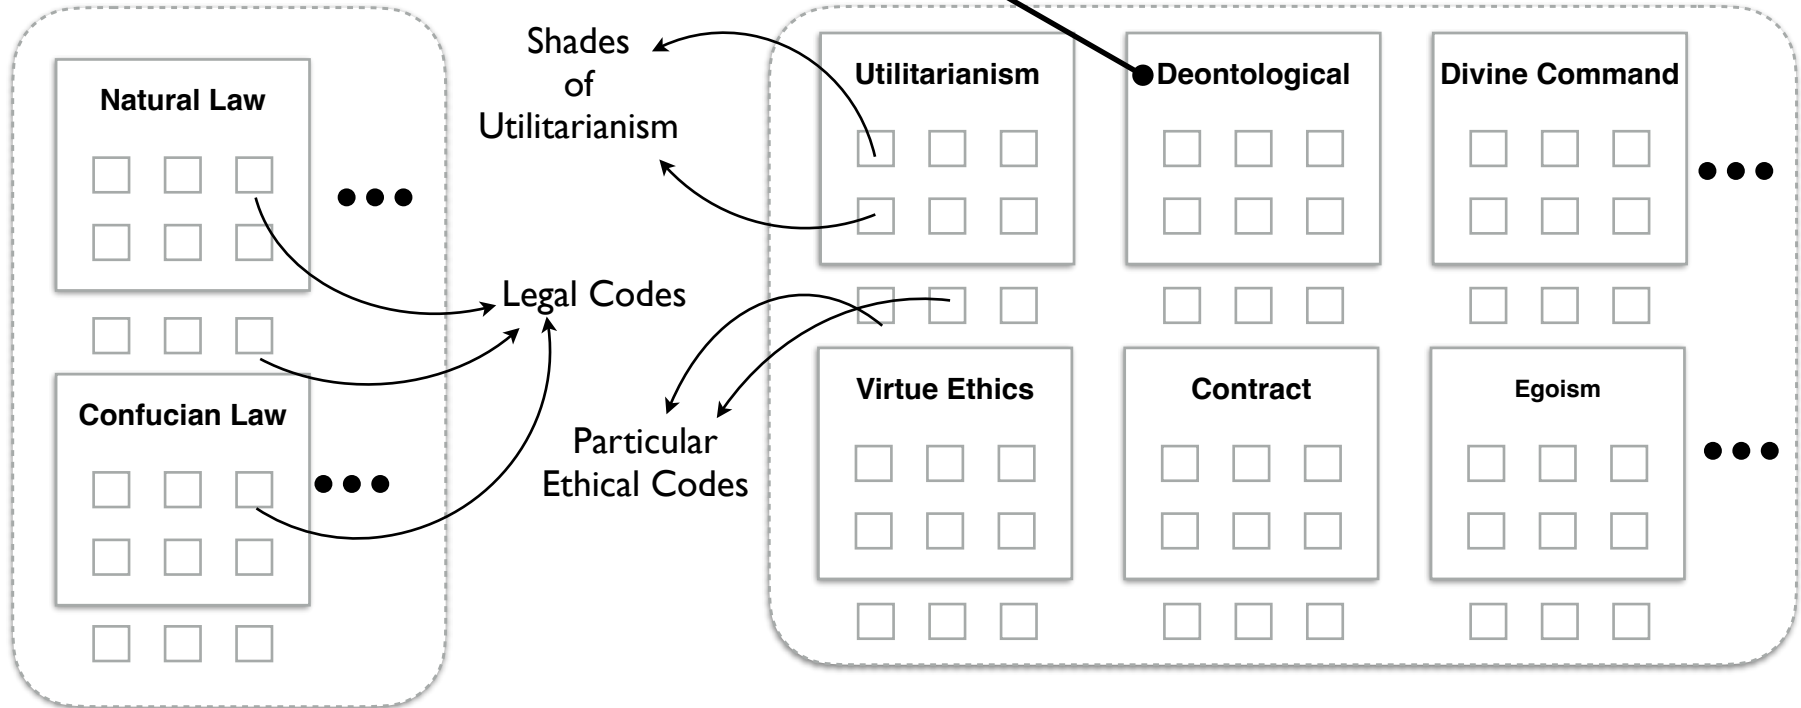 Natural Law
Confucian Law
Shades
of
Utilitarianism
Legal Codes
Particular
Ethical Codes
Utilitarianism
Deontological
Divine Command
Virtue Ethics
Contract
Egoism